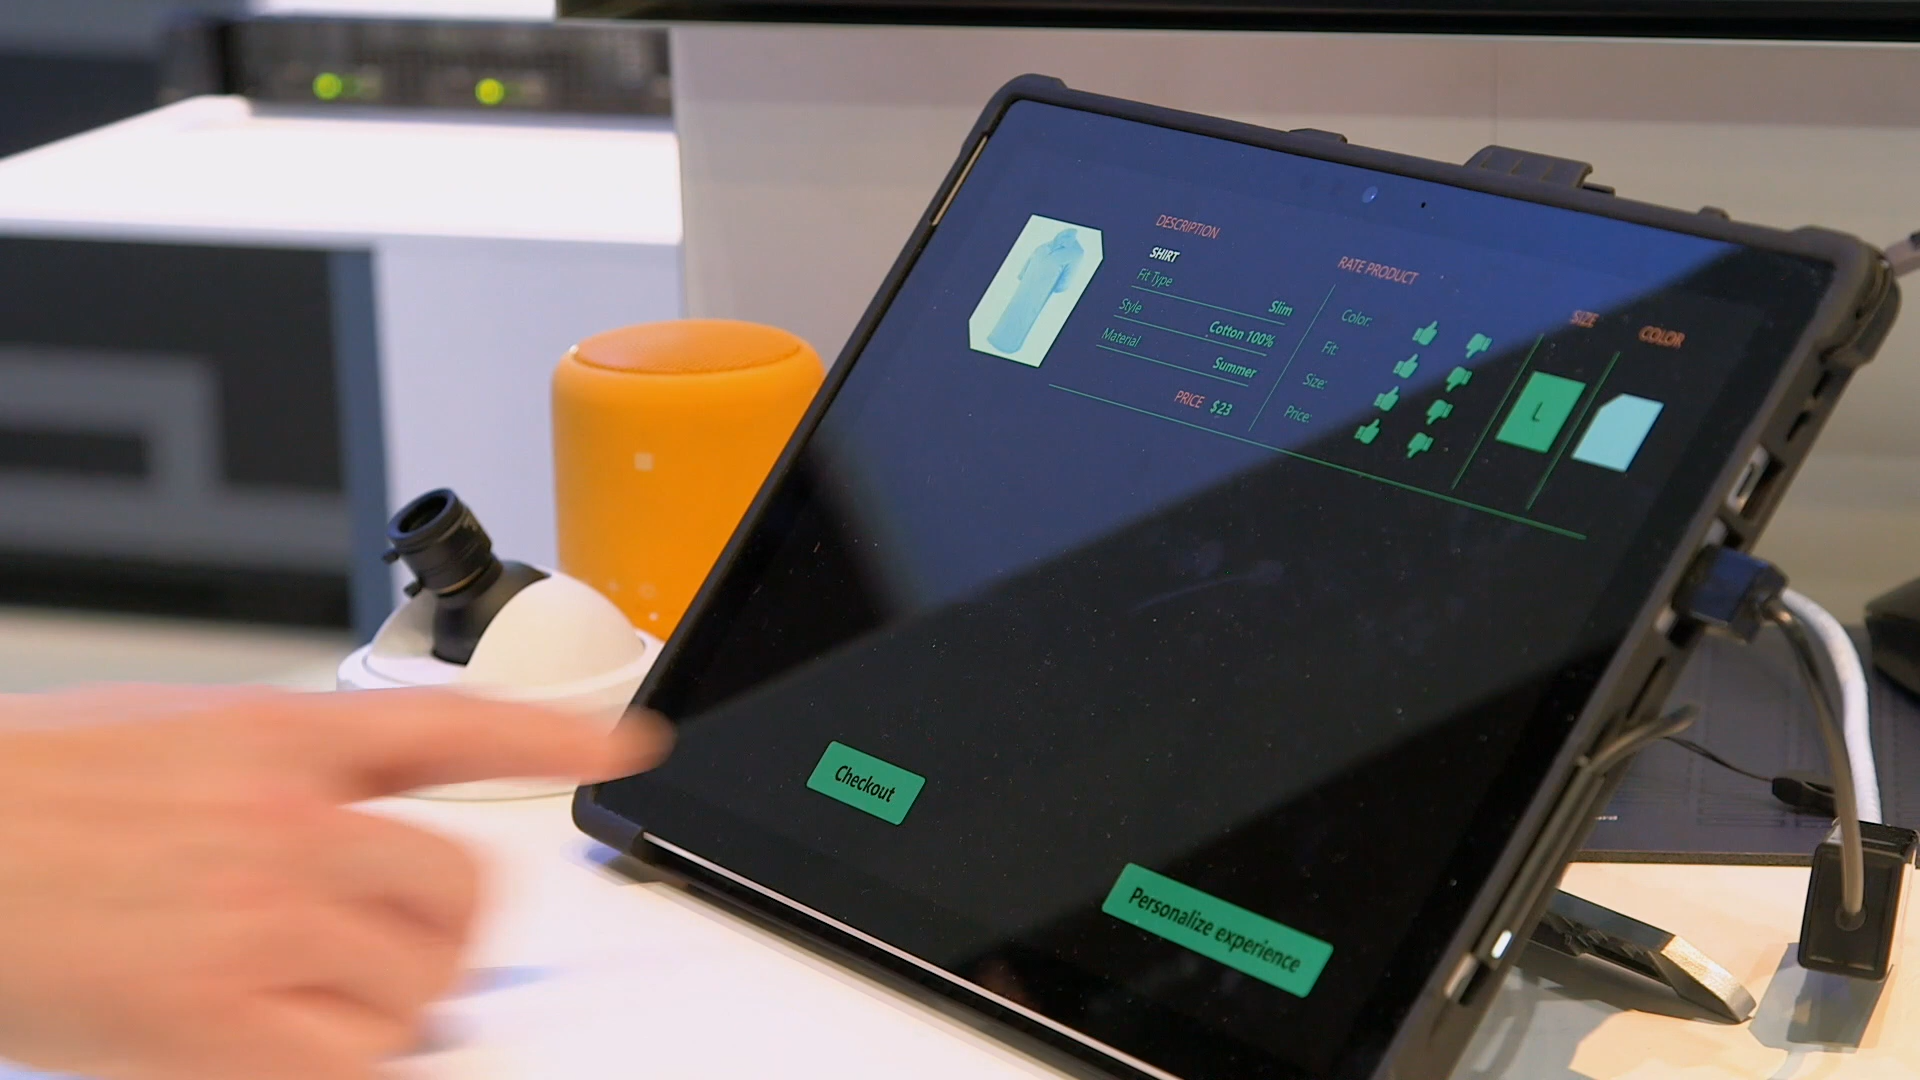 DESCRIPTION
SHIRT
Fit Type
Slim
Style
Cotton 100%
Material
Summer
PRICE $23
RATE PRODUCT
Color:
Fit:
Size:
Price:
SIZE
L
COLOR
Checkout
Personalize experience